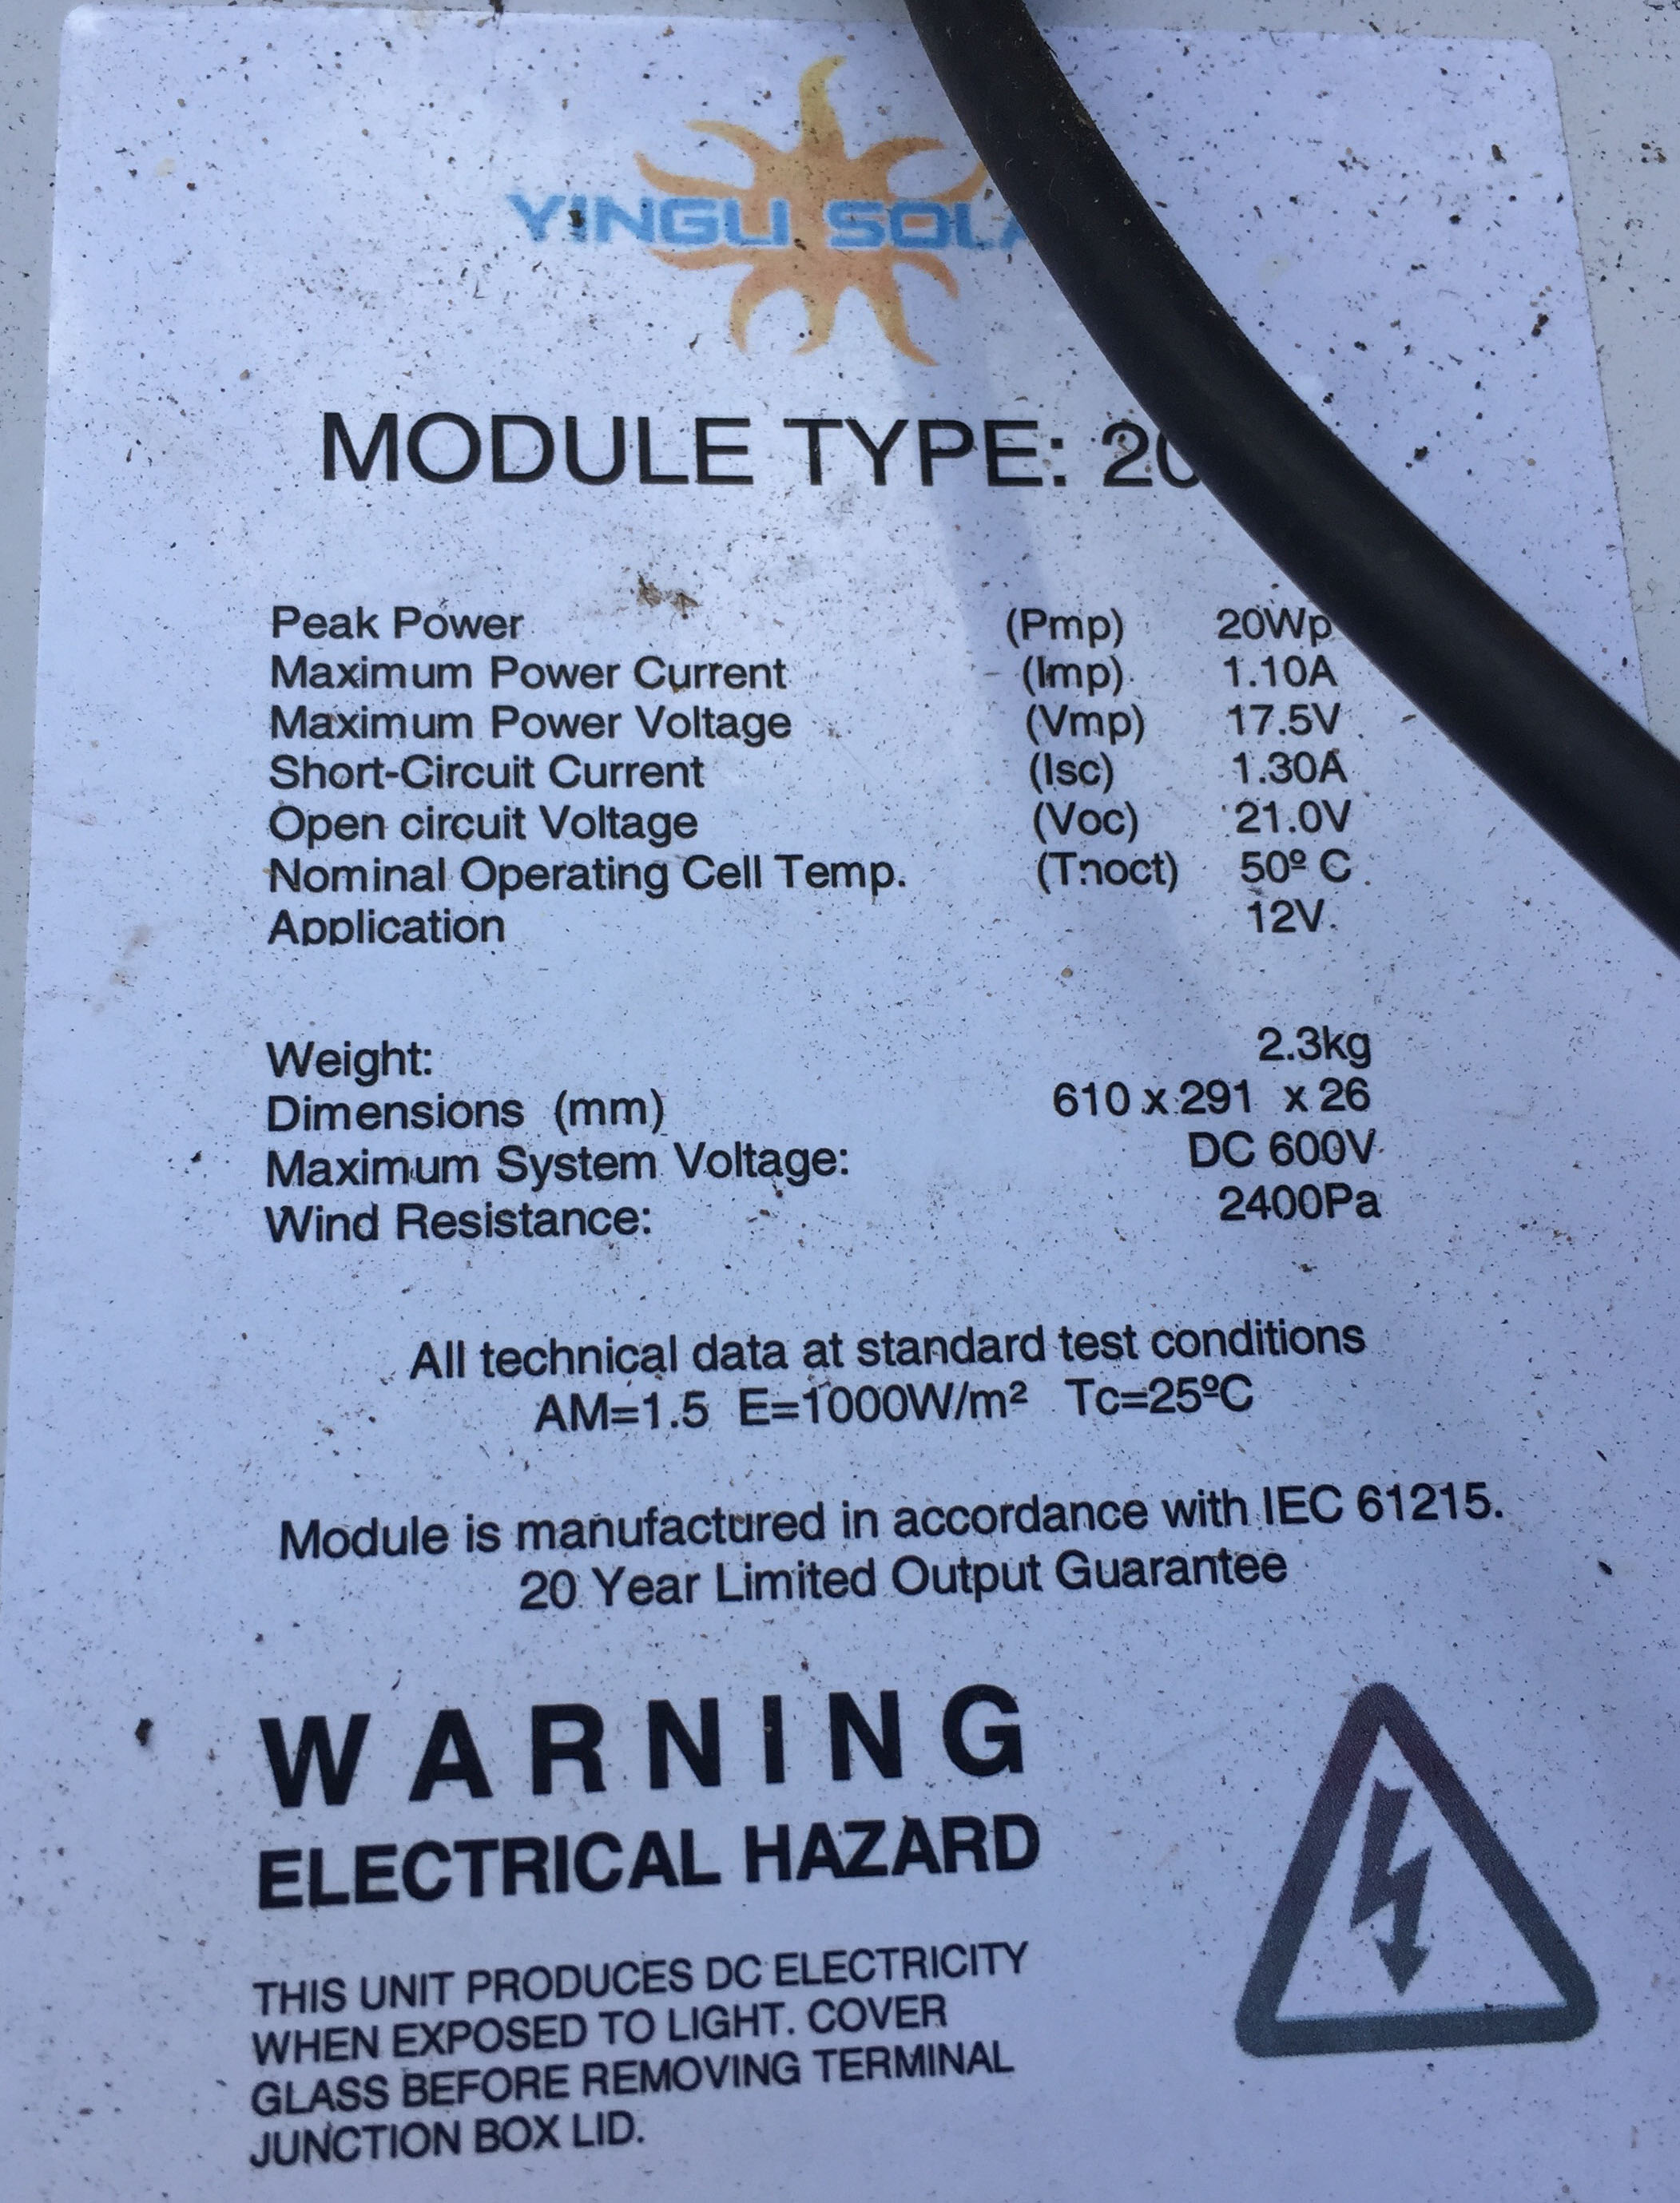 YINGLI
MODULE TYPE:
Peak Power (Pmp) 20Wp
Maximum Power Current (Imp) 1.10A
Maximum Power Voltage (Vmp) 17.5V
Short-Circuit Current (Isc) 1.30A
Open circuit Voltage (Voc) 21.0V
Nominal Operating Cell Temp. (Tnoct) 50º C
Application 12V
Weight: 2.3kg
Dimensions (mm) 610 x 291 x 26
Maximum System Voltage: DC 600V
Wind Resistance: 2400Pa
All technical data at standard test conditions
AM=1.5 E=1000W/m² Tc=25ºC
Module is manufactured in accordance with IEC 61215.
20 Year Limited Output Guarantee
WARNING
ELECTRICAL HAZARD
THIS UNIT PRODUCES DC ELECTRICITY
WHEN EXPOSED TO LIGHT. COVER
GLASS BEFORE REMOVING TERMINAL
JUNCTION BOX LID.